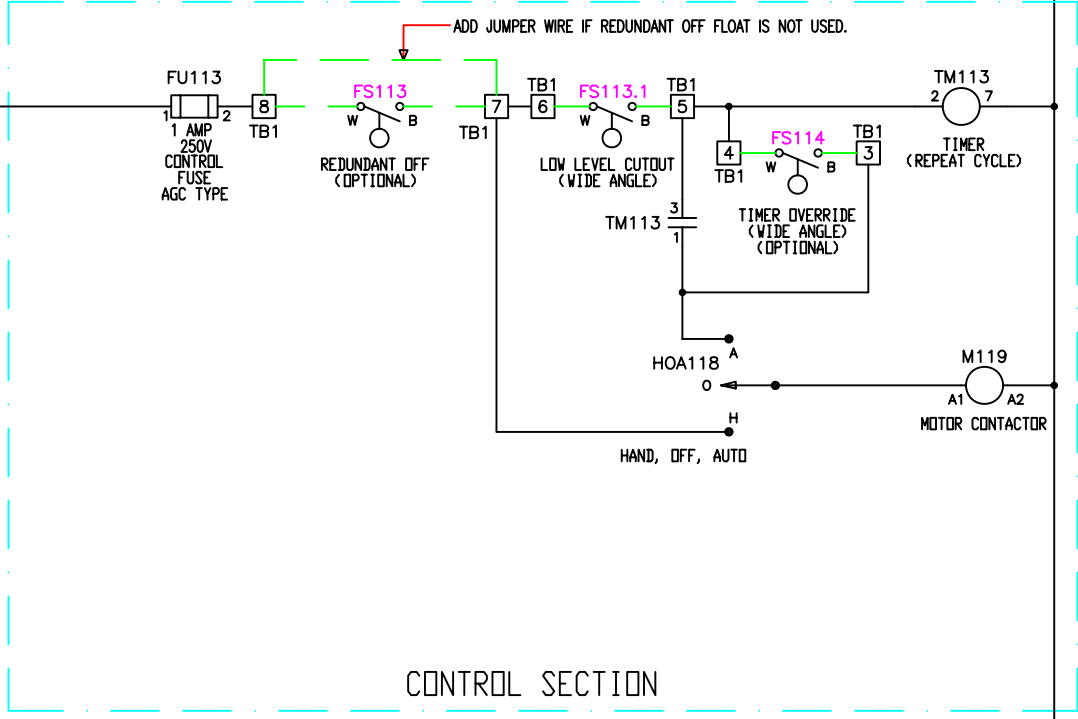 ADD JUMPER WIRE IF REDUNDANT OFF FLOAT IS NOT USED.
FU113
1 2
1 AMP
250V
CONTROL
FUSE
AGC TYPE
8
TB1
FS113
W B
REDUNDANT OFF
(OPTIONAL)
7
TB1
TB1
6
FS113.1
W B
LOW LEVEL CUTOUT
(WIDE ANGLE)
TB1
5
TM113
2 7
TIMER
(REPEAT CYCLE)
4
TB1
FS114
W B
TB1
3
TIMER OVERRIDE
(WIDE ANGLE)
(OPTIONAL)
3
TM113
1
A
HOA118
O
H
HAND, OFF, AUTO
M119
A1 A2
MOTOR CONTACTOR
CONTROL SECTION